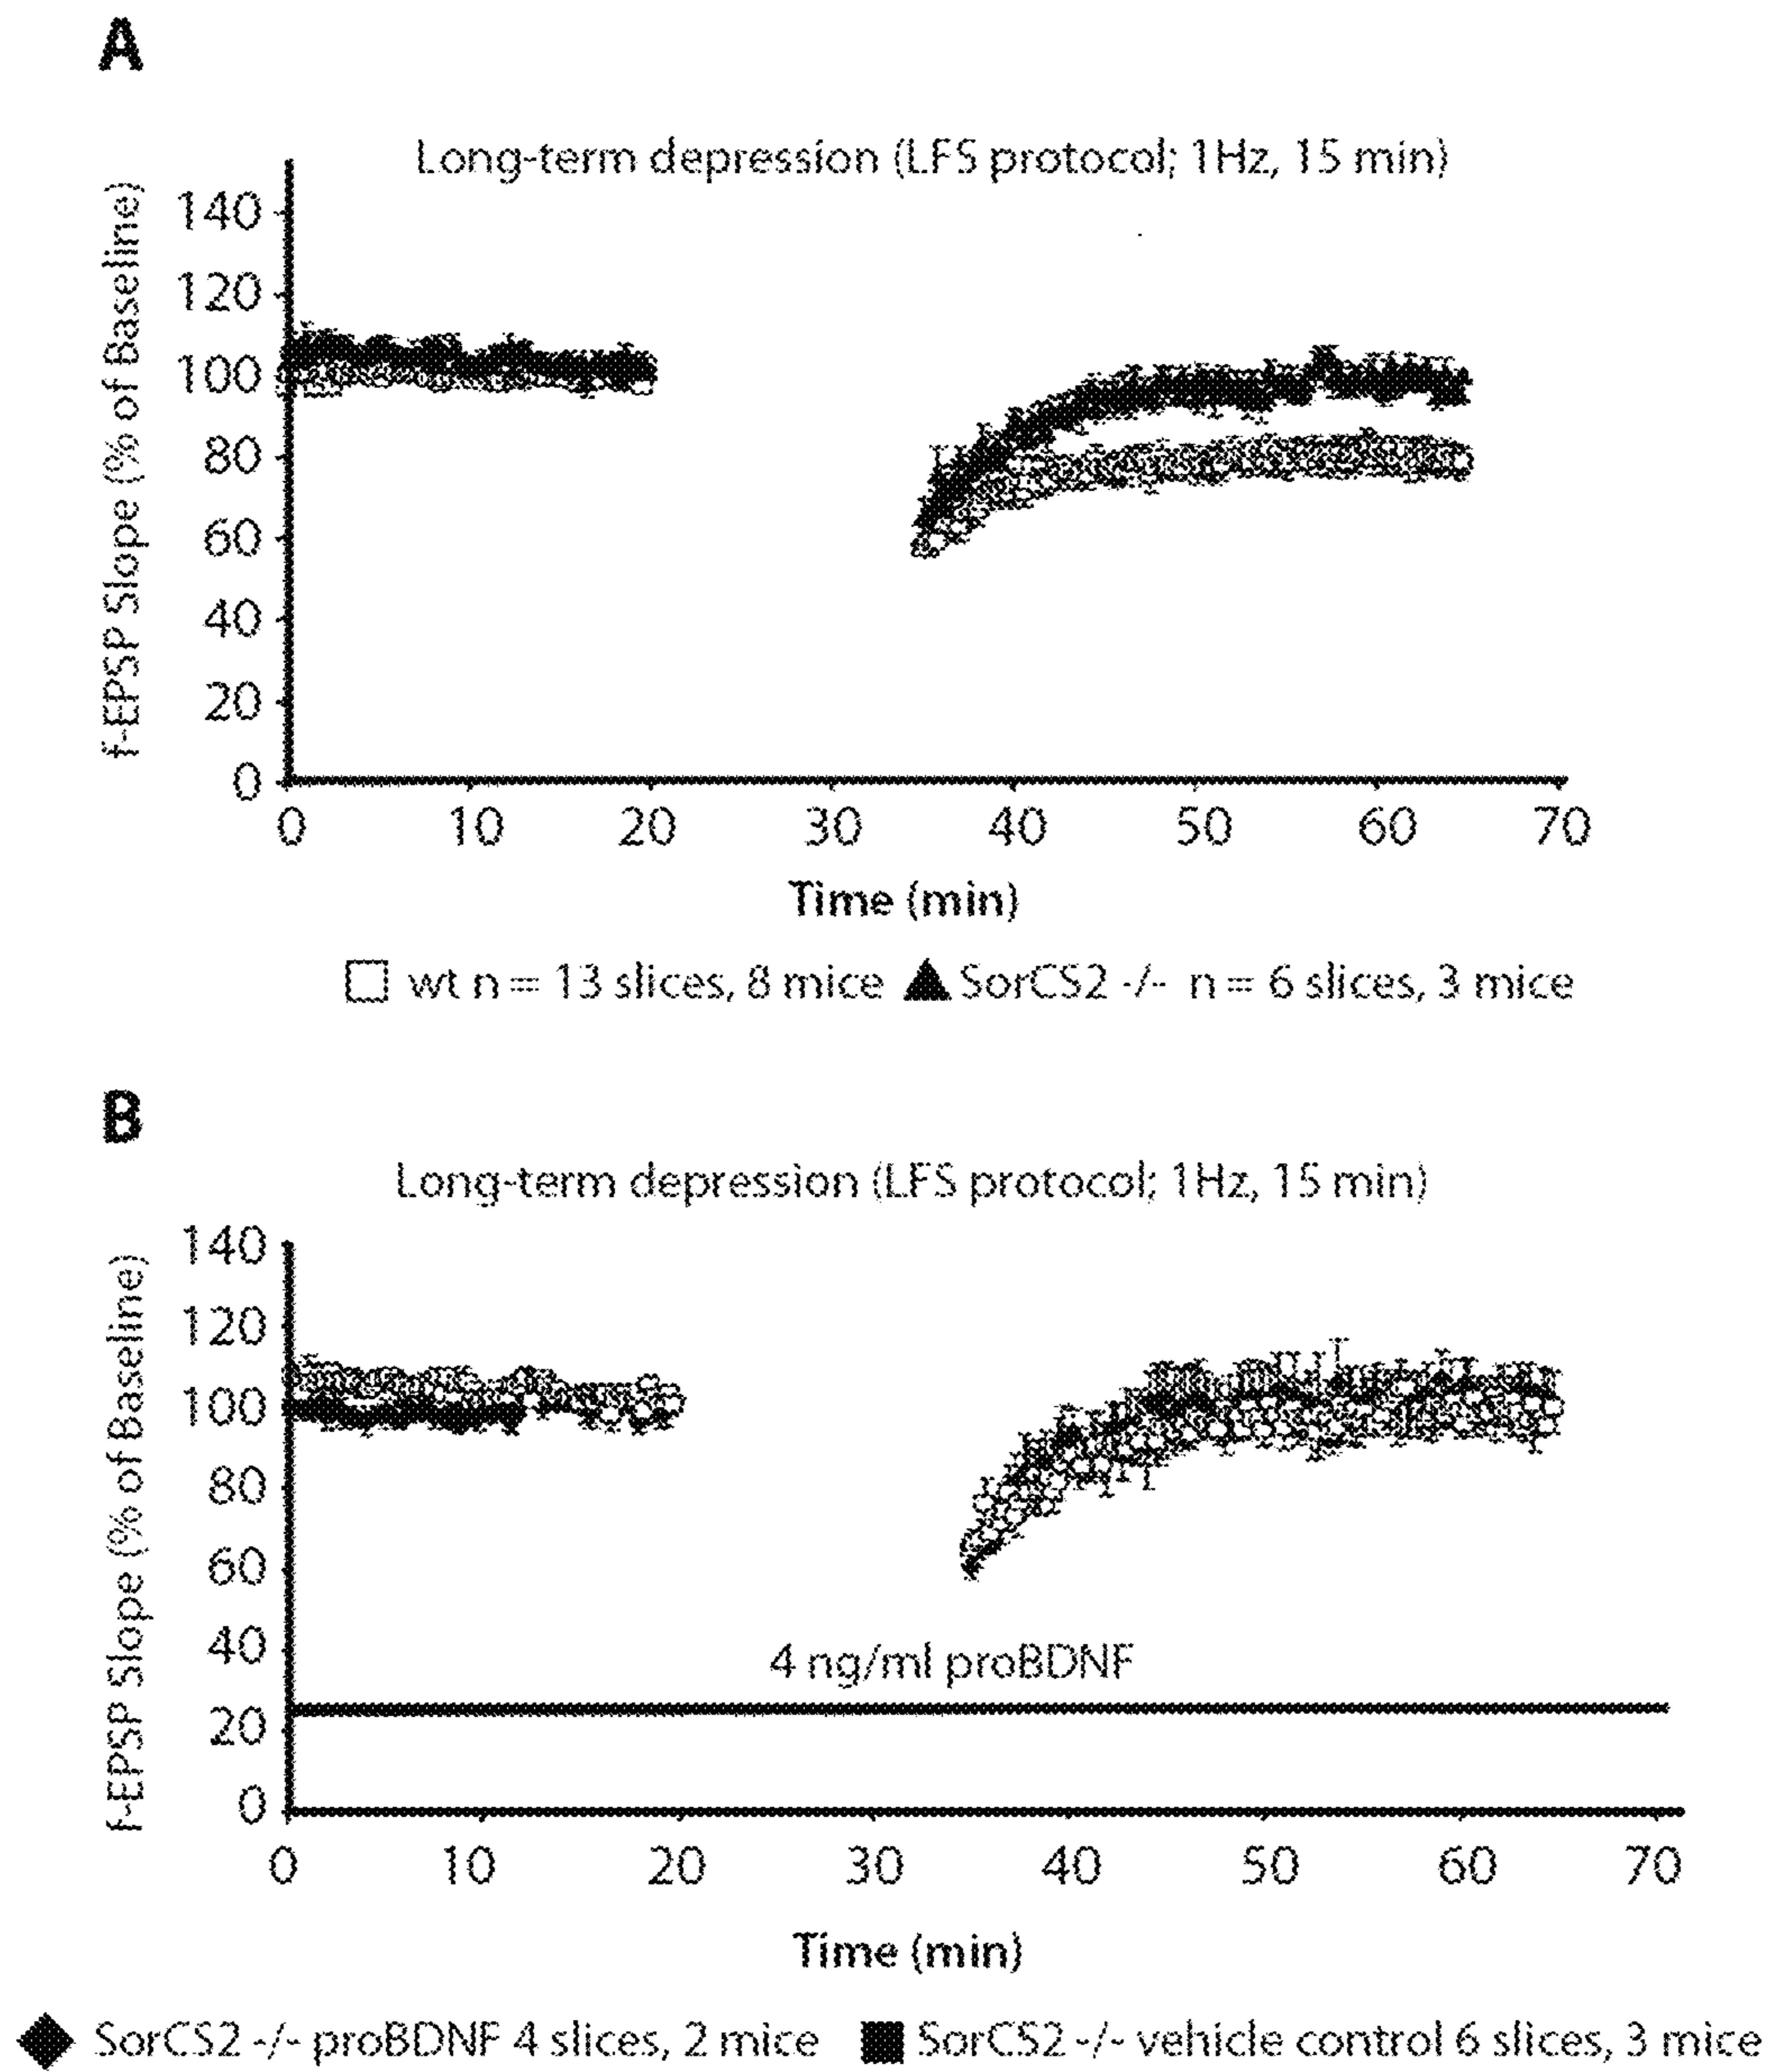 A
Long-term depression (LFS protocol; 1Hz, 15 min)
f-EPSP Slope (% of Baseline)
140
120
100
80
60
40
20
0
0 10 20 30 40 50 60 70
Time (min)
wt n = 13 slices, 8 mice SorCS2 -/- n = 6 slices, 3 mice
B
Long-term depression (LFS protocol; 1Hz, 15 min)
f-EPSP Slope (% of Baseline)
140
120
100
80
60
40
4 ng/ml proBDNF
20
0
0 10 20 30 40 50 60 70
Time (min)
SorCS2 -/- proBDNF 4 slices, 2 mice SorCS2 -/- vehicle control 6 slices, 3 mice